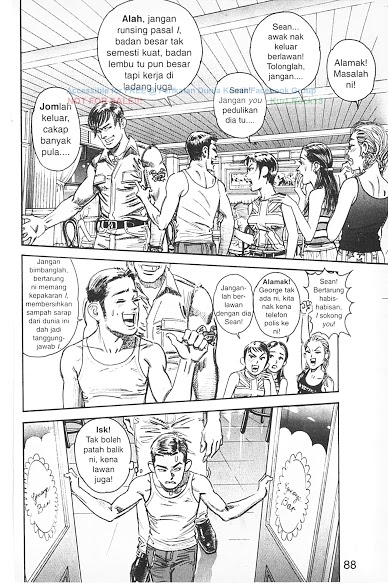 Alah, jangan
runsing pasal I,
badan besar tak
semesti kuat, badan
lembu tu pun besar
tapi kerja di
ladang juga
Jomlah
keluar,
cakap
banyak
pula....
Sean!
Jangan you
pedulikan
dia tu....
Sean...
awak nak
keluar
berlawan!
Tolonglah,
jangan....
Alamak!
Masalah
ni!
Jangan
bimbanglah,
bertarung
ni memang
kepakaran I,
membersihkan
sampah sarap
dari dunia ini
dah jadi
tanggung-
jawab I.
Jangan-
lah ber-
lawan
dengan dia
Sean!
Alamak!
George tak
ada ni, kita
nak kena
telefon
polis ke
ni!
Sean!
Bertarung
habis-
habisan,
I sokong
you!
Isk!
Tak boleh
patah balik
ni, kena
lawan
juga!
88